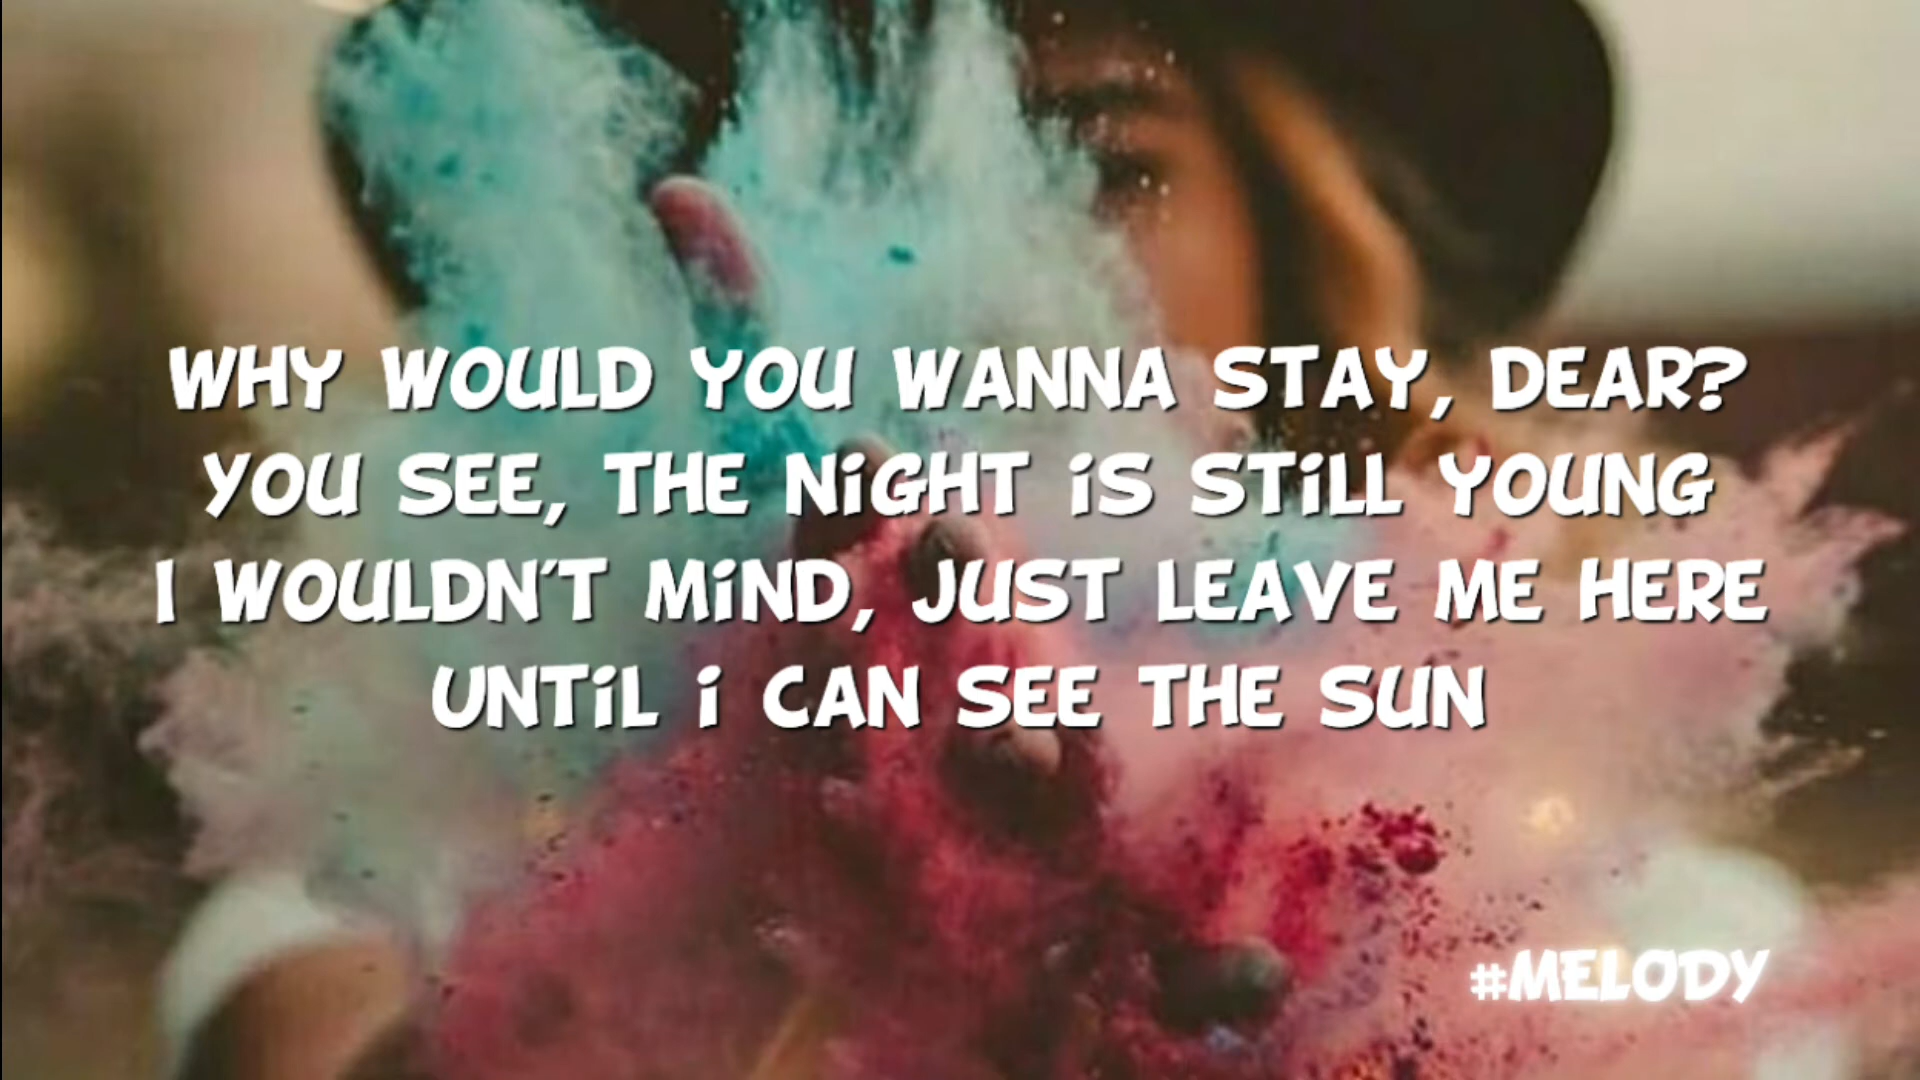 WHY WOULD YOU WANNA STAY, DEAR?
YOU SEE, THE NiGHT iS STiLL YOUNG
I WOULDN'T MiND, JUST LEAVE ME HERE
UNTiL i CAN SEE THE SUN
#MELODY